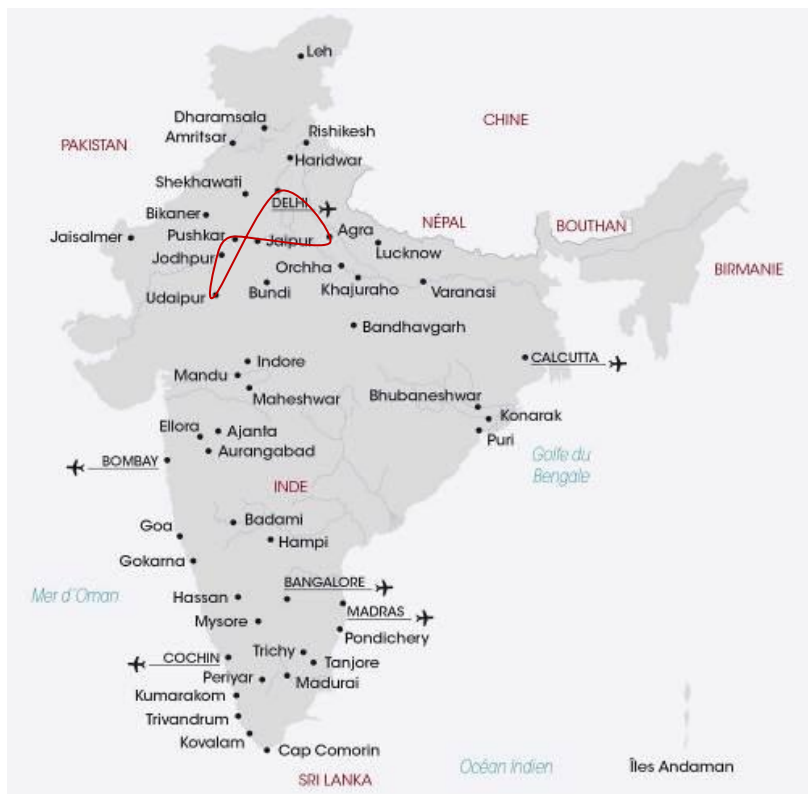 Leh
Dharamsala
CHINE
Amritsar
Rishikesh
PAKISTAN
Haridwar
Shekhawati
DELHI
Bikaner
NÉPAL
BOUTHAN
Jaisalmer
Pushkar
Jaipur
Agra
Lucknow
Jodhpur
Orchha
BIRMANIE
Udaipur
Bundi
Khajuraho
Varanasi
Bandhavgarh
Indore
CALCUTTA
Mandu
Maheshwar
Bhubaneshwar
Konarak
Ellora
Ajanta
Puri
Aurangabad
Golfe du
Bengale
BOMBAY
INDE
Badami
Goa
Hampi
Gokarna
BANGALORE
Mer d'Oman
Hassan
MADRAS
Mysore
Pondichery
Trichy
COCHIN
Tanjore
Periyar
Madurai
Kumarakom
Trivandrum
Kovalam
Cap Comorin
Océan Indien
Îles Andaman
SRI LANKA